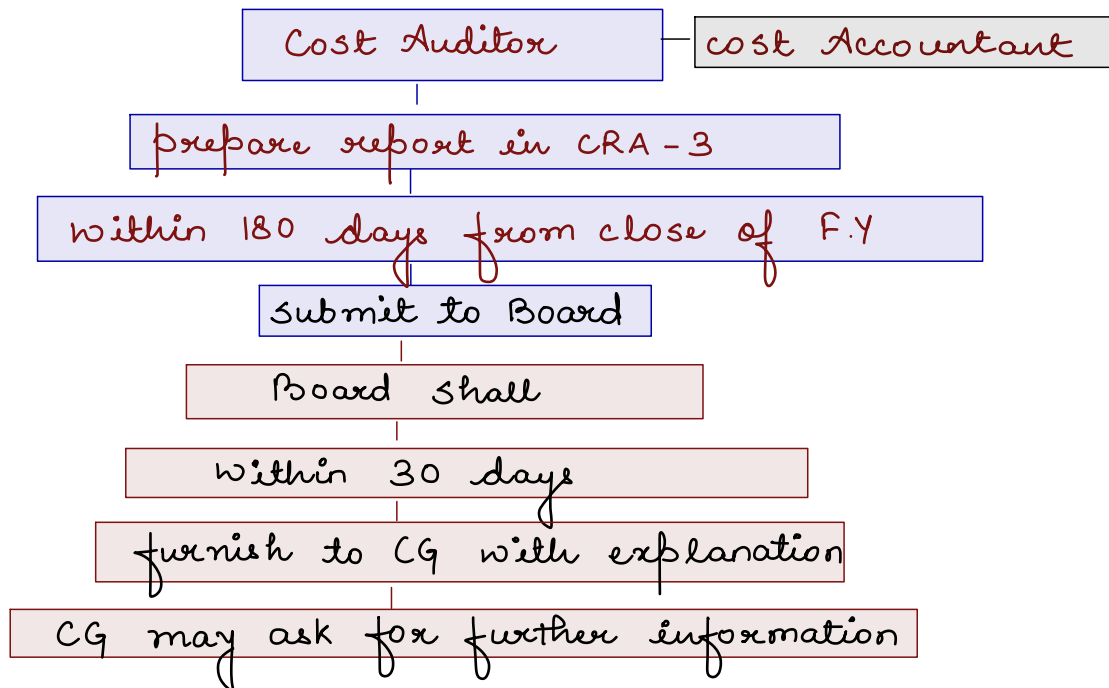 Cost Auditor
cost Accountant
prepare report in CRA - 3
within 180 days from close of F.Y
submit to Board
Board shall
within 30 days
furnish to CG with explanation
CG may ask for further information